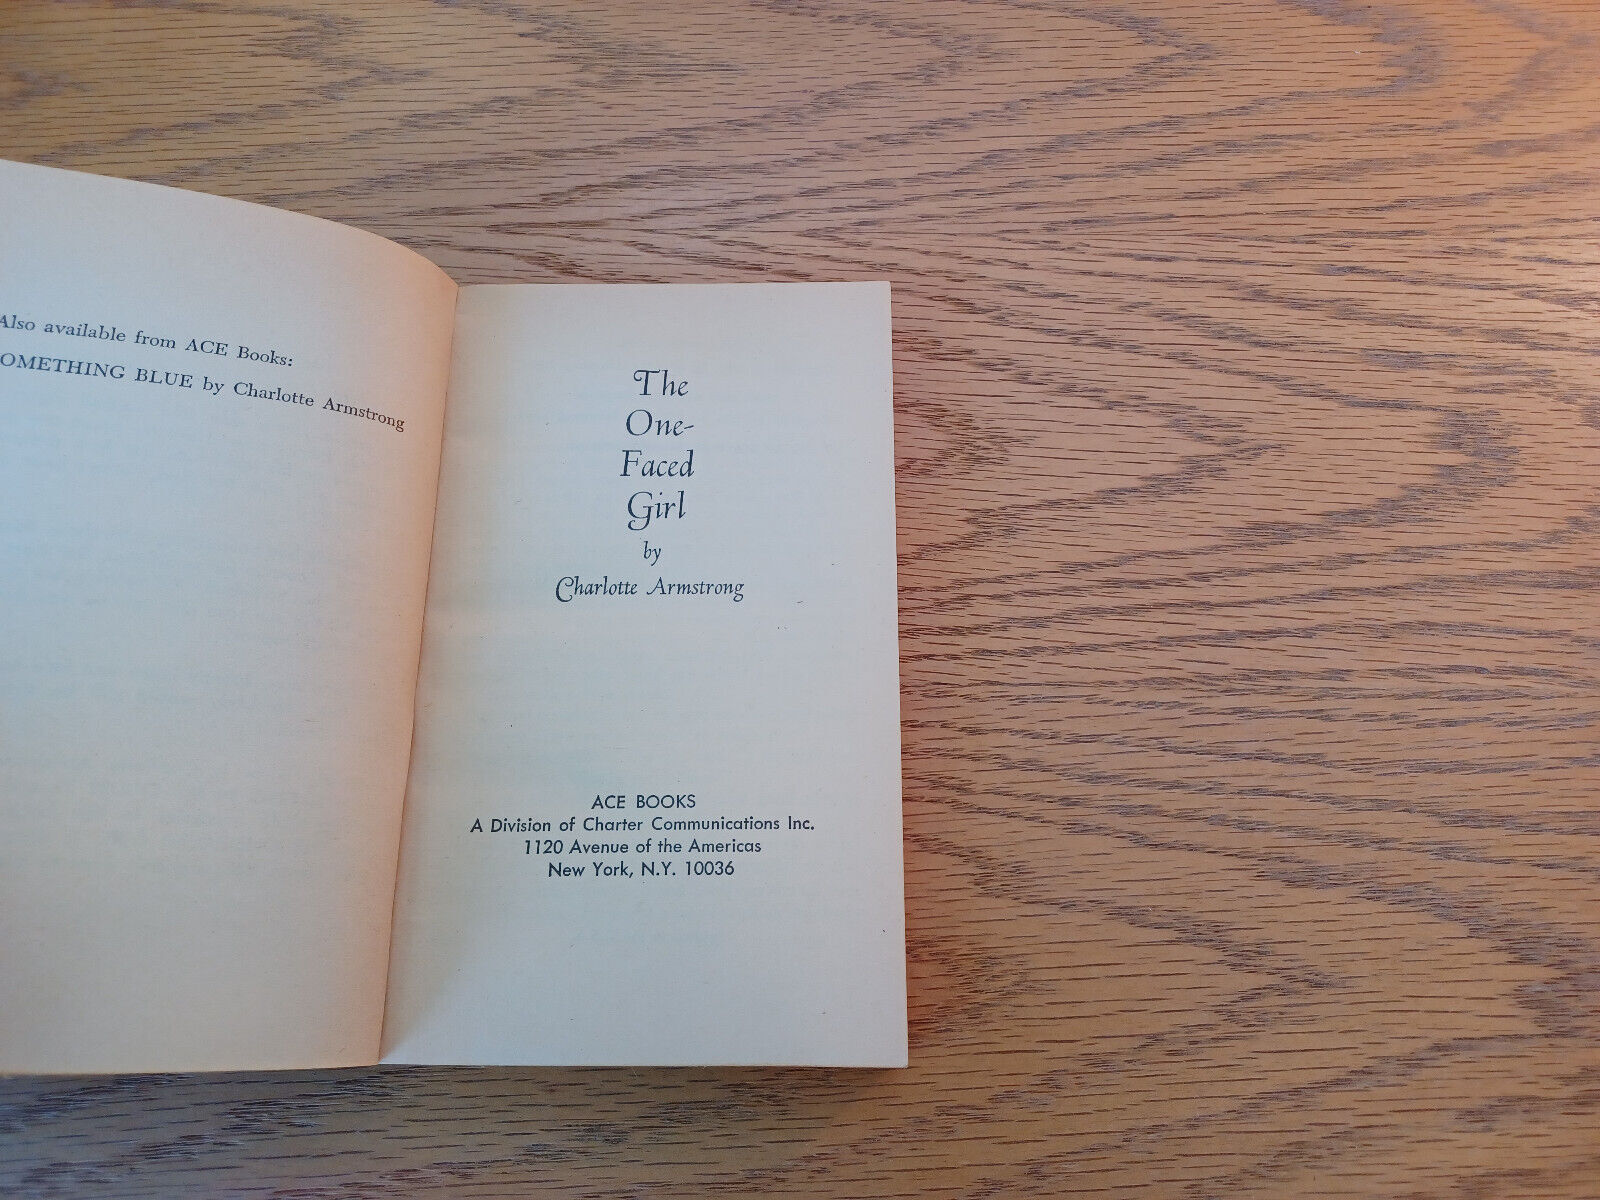 Also available from ACE Books:
OMETHING BLUE by Charlotte Armstrong
The
One-
Faced
Girl
by
Charlotte Armstrong
ACE BOOKS
A Division of Charter Communications Inc.
1120 Avenue of the Americas
New York, N.Y. 10036